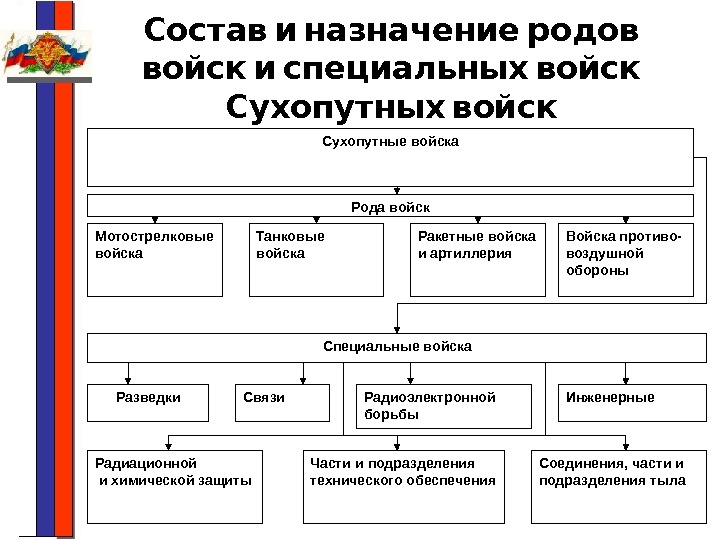 Состав и назначение родов
войск и специальных войск
Сухопутных войск
Сухопутные войска
Рода войск
Мотострелковые
войска
Танковые
войска
Ракетные войска
и артиллерия
Войска противо-
воздушной
обороны
Специальные войска
Разведки
Связи
Радиоэлектронной
борьбы
Инженерные
Радиационной
и химической защиты
Части и подразделения
технического обеспечения
Соединения, части и
подразделения тыла